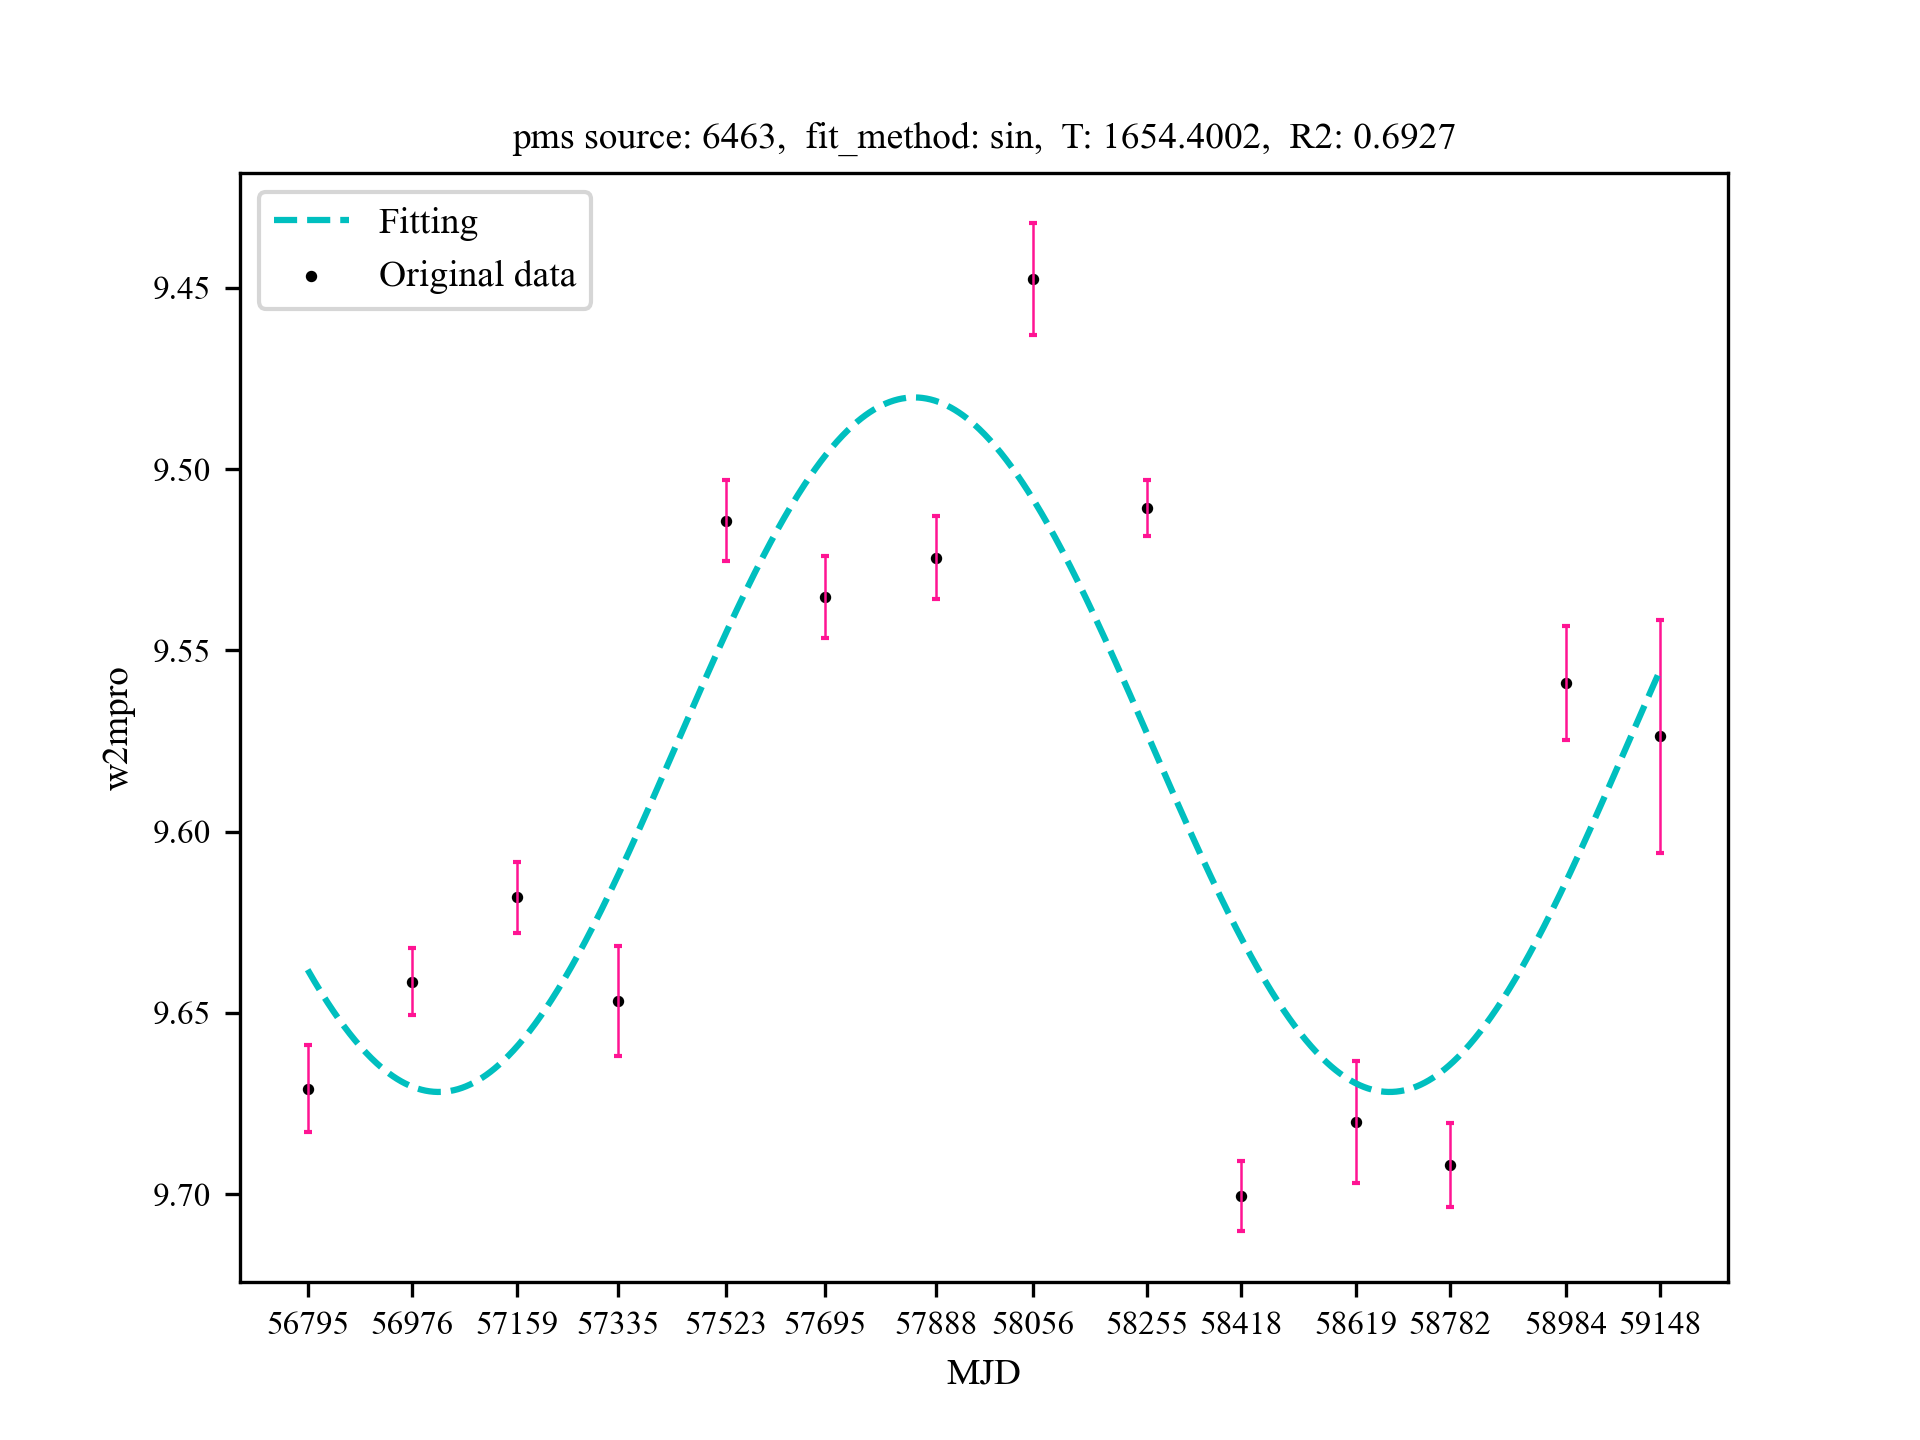 pms source: 6463,  fit_method: sin,  T: 1654.4002,  R2: 0.6927
Fitting
Original data
9.45
9.50
9.55
9.60
9.65
9.70
w2mpro
56795 56976 57159 57335 57523 57695 57888 58056 58255 58418 58619 58782 58984 59148
MJD